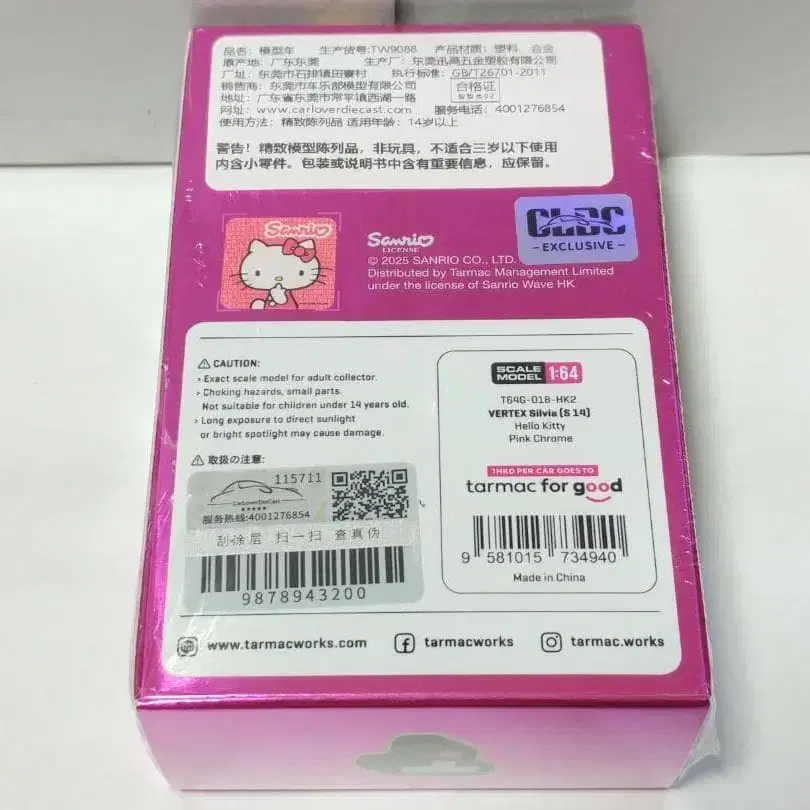 品名：模型车 生产货号:TW9088 产品材质：塑料、合金
原产地：广东东莞 生产厂：东莞迅高五金塑胶有限公司
厂址：东莞市石排镇田寮村 执行标准：GB/T26701-2011
销售商：东莞市车乐部模型有限公司 合格证
地址：广东省东莞市常平镇西湖一路
网址：www.carloverdiecast.com 服务电话：4001276854
使用方法：精致陈列品 适用年龄：14岁以上
警告！精致模型陈列品，非玩具，不适合三岁以下使用
内含小零件。包装或说明书中含有重要信息，应保留。
Sanrio
Sanrio
LICENSE
© 2025 SANRIO CO., LTD.
Distributed by Tarmac Management Limited
under the license of Sanrio Wave HK
CLDC
- EXCLUSIVE -
CAUTION:
› Exact scale model for adult collector.
› Choking hazards, small parts.
Not suitable for children under 14 years old.
› Long exposure to direct sunlight
or bright spotlight may cause damage.
取扱の注意:
115711
CarLoverDieCast
★★★★★
服务热线:4001276854
刮涂层 扫一扫 查真伪
9878943200
SCALE MODEL 1:64
T64G-018-HK2
VERTEX Silvia (S 14)
Hello Kitty
Pink Chrome
1HKD PER CAR GOES TO
tarmac for good
9 581015 734940
Made in China
www.tarmacworks.com tarmacworks tarmac.works